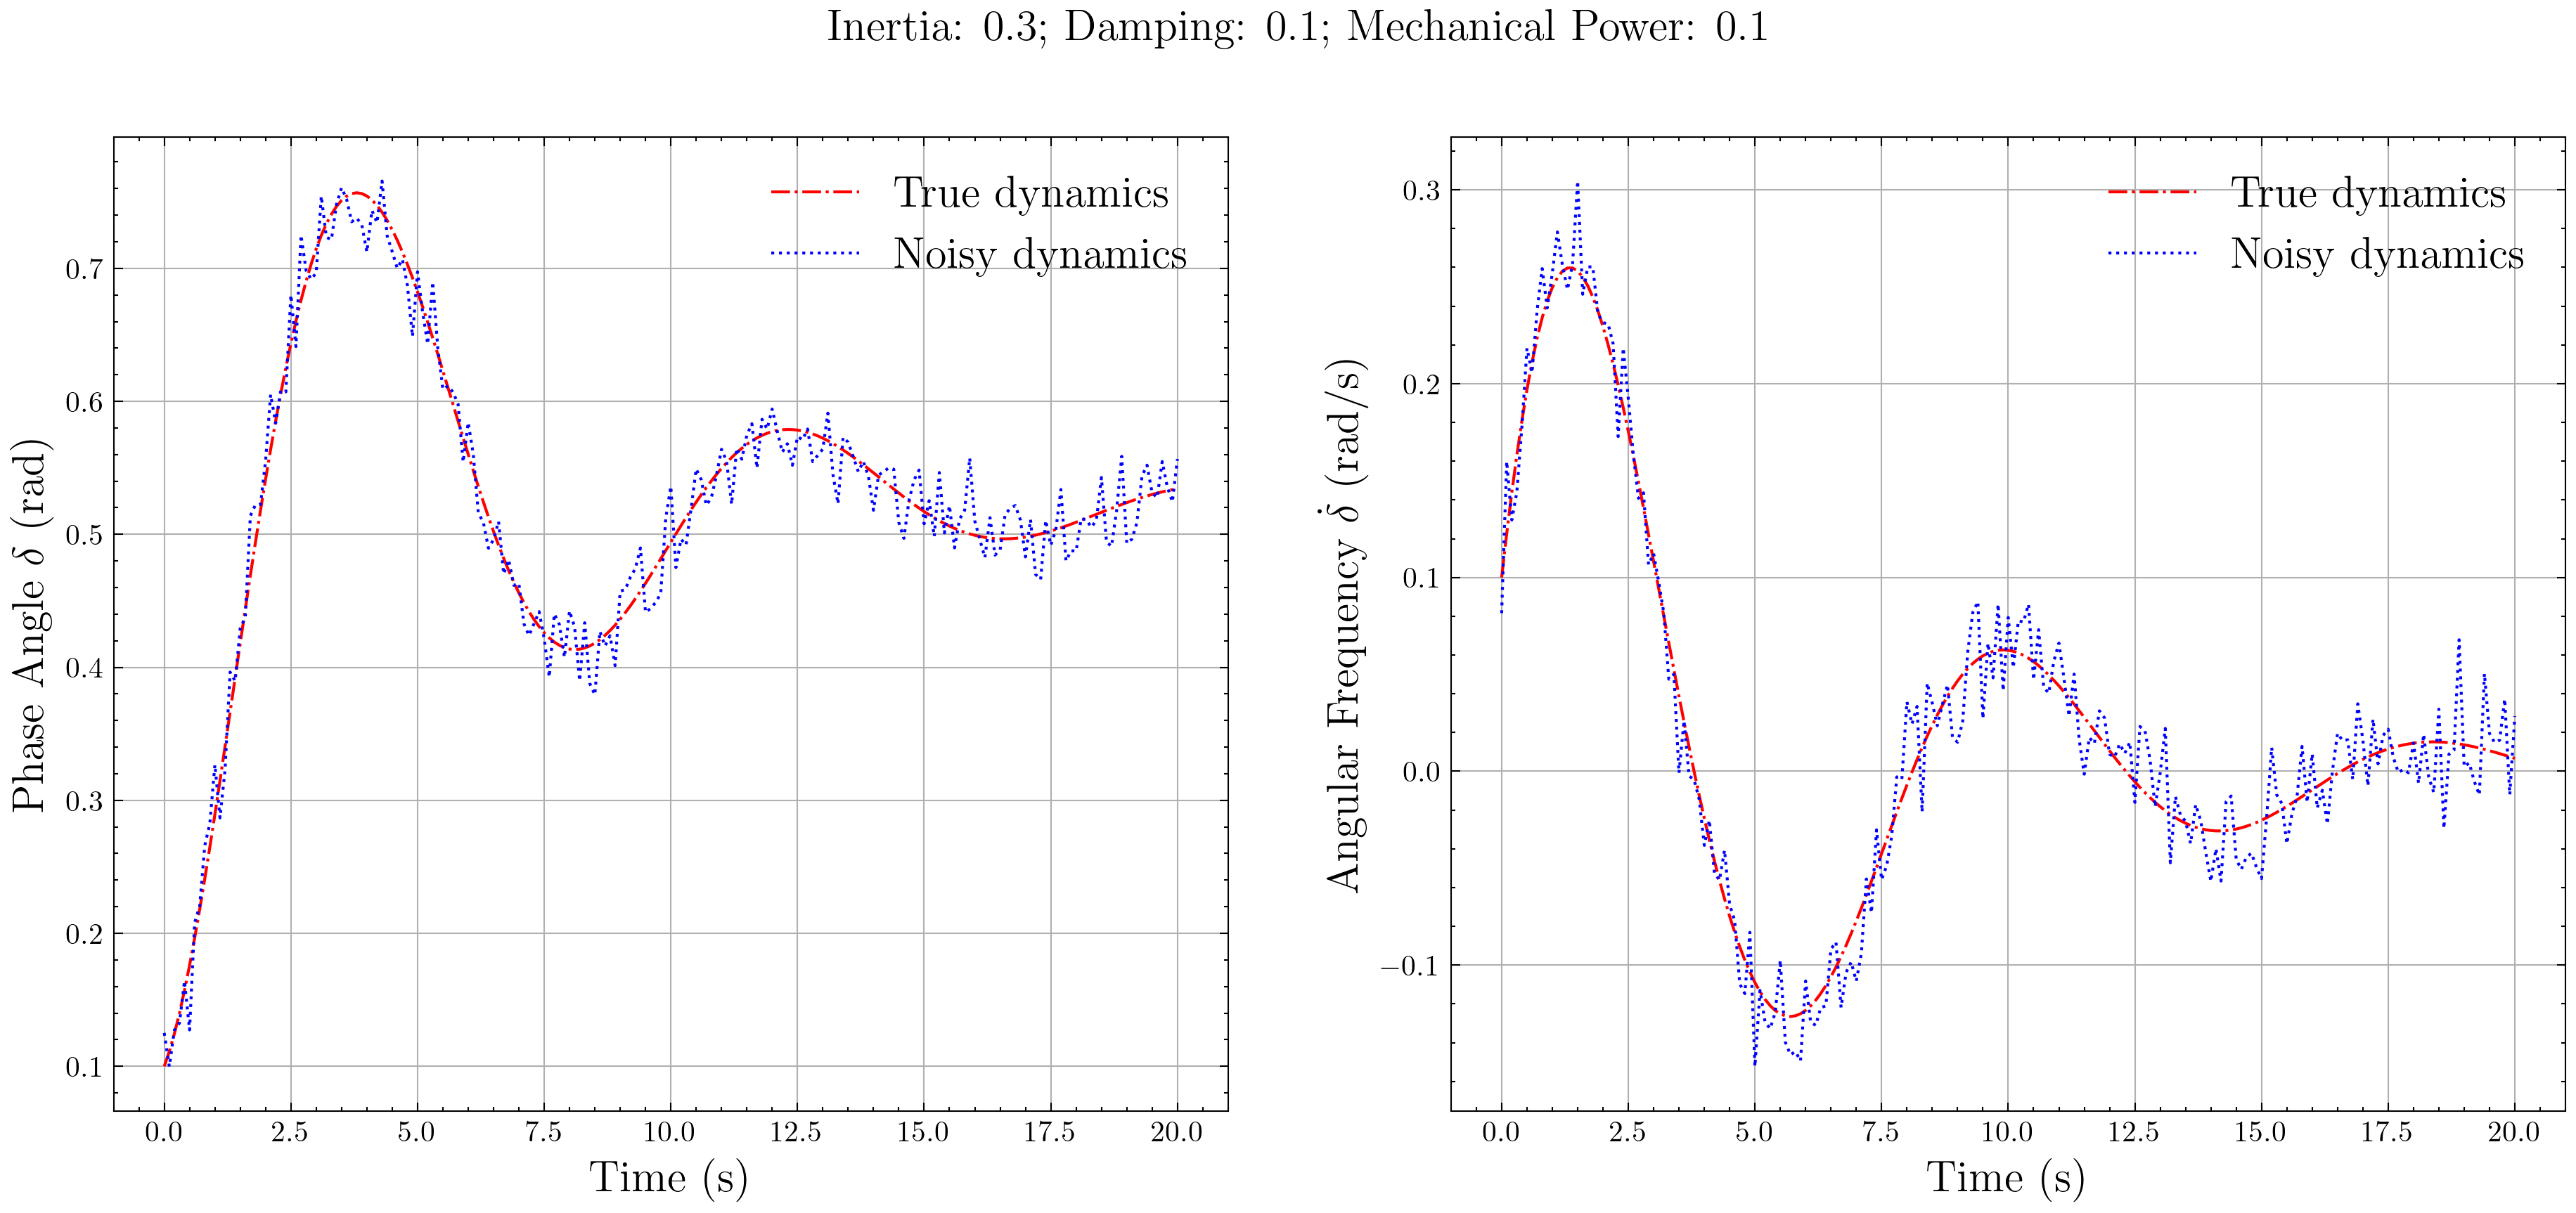 Inertia: 0.3; Damping: 0.1; Mechanical Power: 0.1
Phase Angle δ (rad)
0.7
0.6
0.5
0.4
0.3
0.2
0.1
True dynamics
Noisy dynamics
0.0 2.5 5.0 7.5 10.0 12.5 15.0 17.5 20.0
Time (s)
Angular Frequency δ̇ (rad/s)
0.3
0.2
0.1
0.0
−0.1
True dynamics
Noisy dynamics
0.0 2.5 5.0 7.5 10.0 12.5 15.0 17.5 20.0
Time (s)